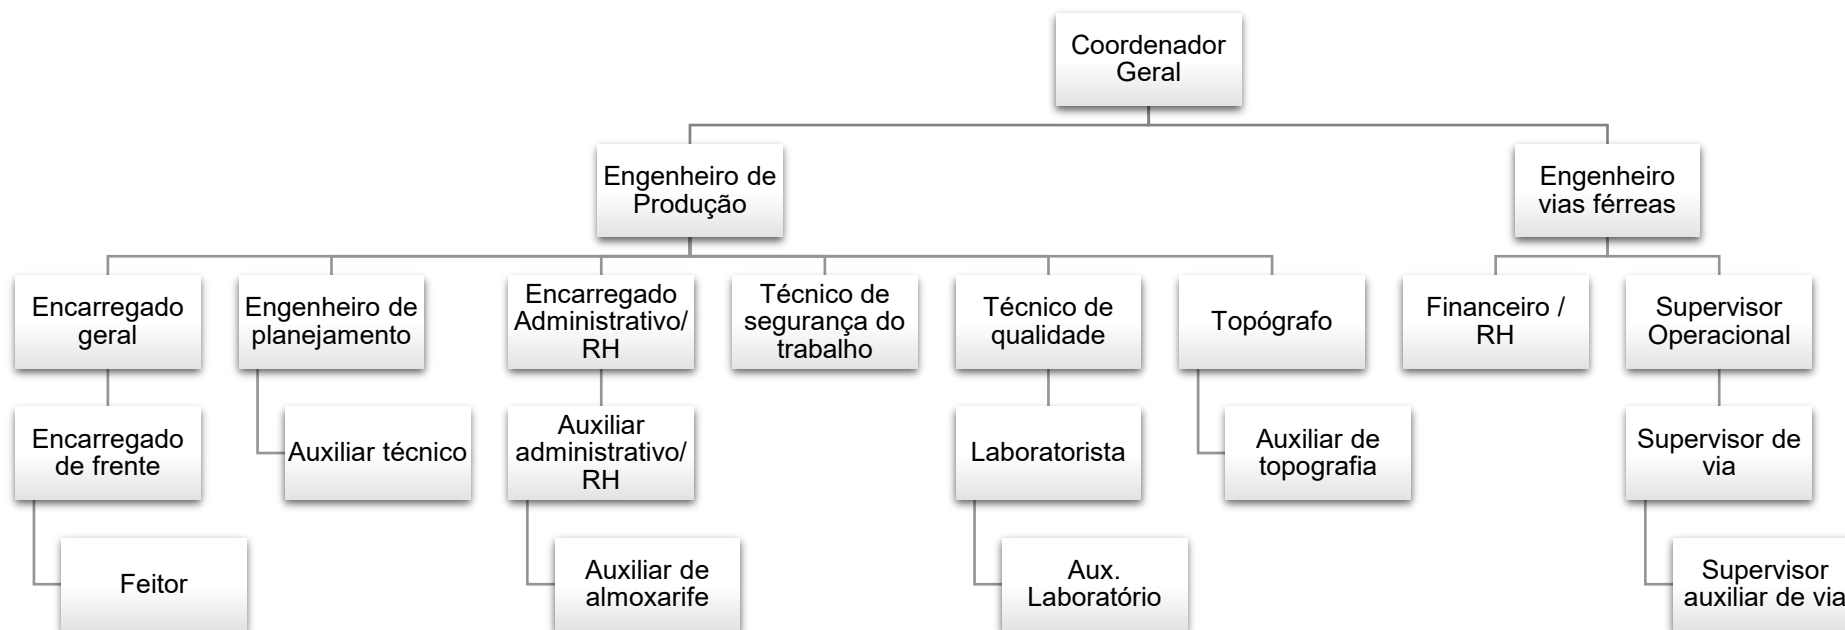 Coordenador
Geral
Engenheiro de
Produção
Engenheiro
vias férreas
Encarregado
geral
Engenheiro de
planejamento
Encarregado
Administrativo/
RH
Técnico de
segurança do
trabalho
Técnico de
qualidade
Topógrafo
Financeiro /
RH
Supervisor
Operacional
Encarregado
de frente
Auxiliar técnico
Auxiliar
administrativo/
RH
Laboratorista
Auxiliar de
topografia
Supervisor de
via
Feitor
Auxiliar de
almoxarife
Aux.
Laboratório
Supervisor
auxiliar de via